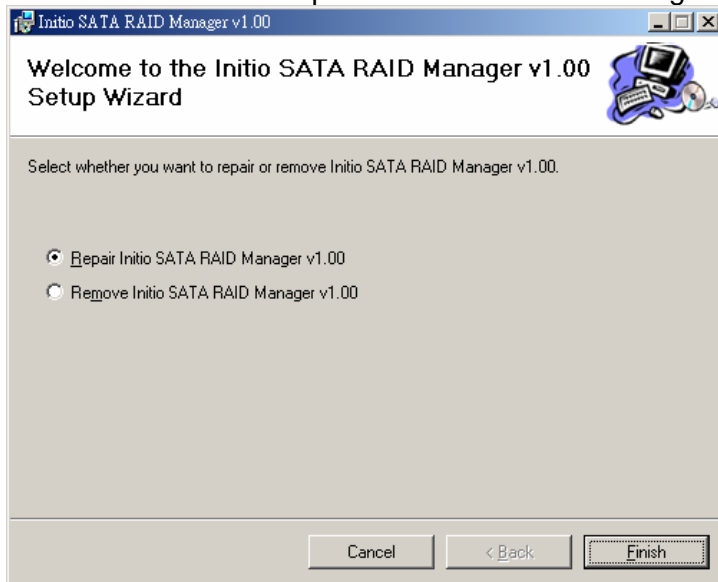 Initio SATA RAID Manager v1.00
Welcome to the Initio SATA RAID Manager v1.00
Setup Wizard
Select whether you want to repair or remove Initio SATA RAID Manager v1.00.
Repair Initio SATA RAID Manager v1.00
Remove Initio SATA RAID Manager v1.00
Cancel
< Back
Finish